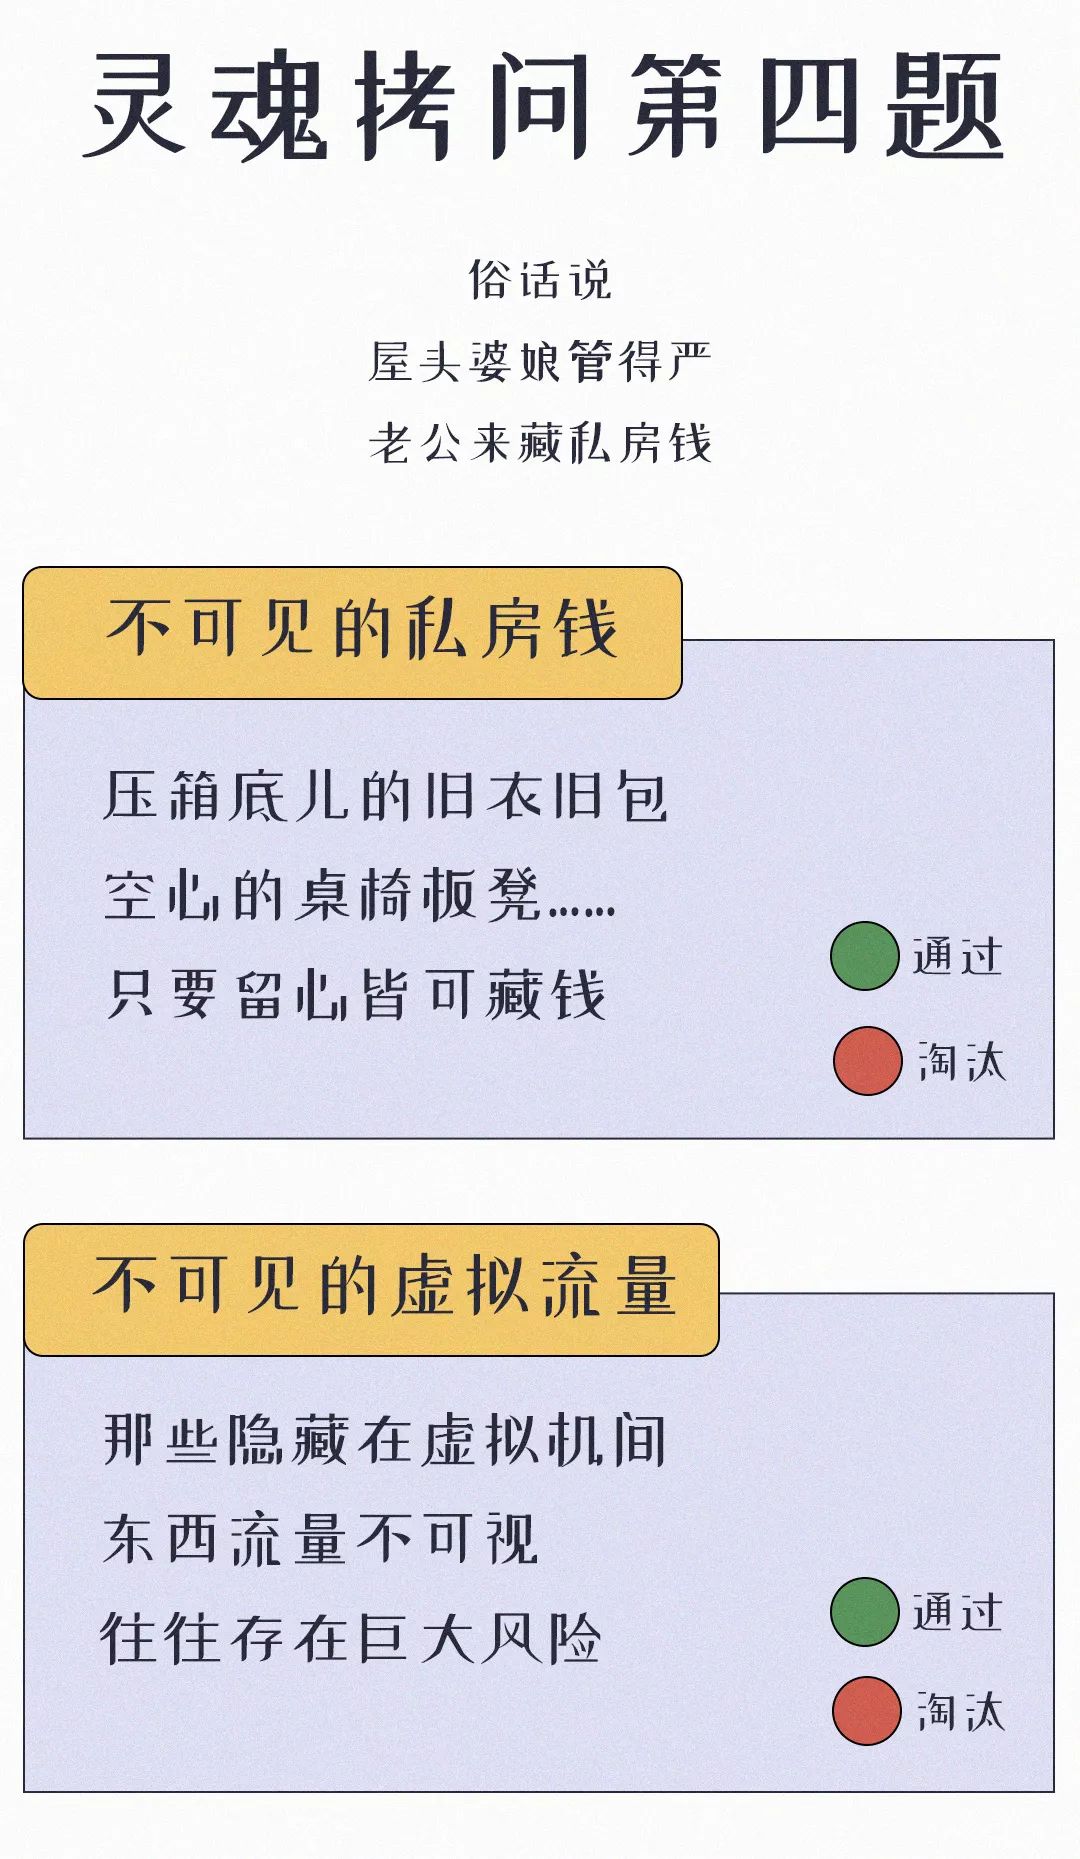 灵魂拷问第四题
俗话说
屋头婆娘管得严
老公来藏私房钱
不可见的私房钱
压箱底儿的旧衣旧包
空心的桌椅板凳……
只要留心皆可藏钱
通过
淘汰
不可见的虚拟流量
那些隐藏在虚拟机间
东西流量不可视
往往存在巨大风险
通过
淘汰